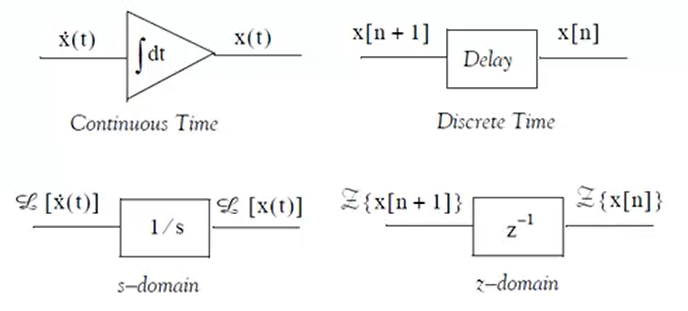 ẋ(t)
∫dt
x(t)
Continuous Time
x[n + 1]
Delay
x[n]
Discrete Time
ℒ [ẋ(t)]
1/s
ℒ [x(t)]
s–domain
𝒵{x[n + 1]}
z⁻¹
𝒵{x[n]}
z–domain